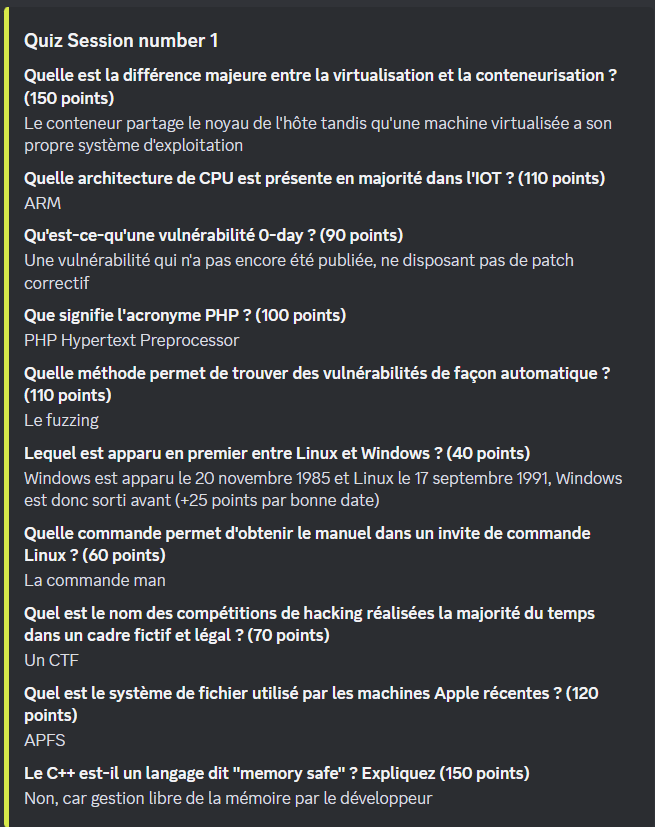 Quiz Session number 1
Quelle est la différence majeure entre la virtualisation et la conteneurisation ?
(150 points)
Le conteneur partage le noyau de l'hôte tandis qu'une machine virtualisée a son
propre système d'exploitation
Quelle architecture de CPU est présente en majorité dans l'IOT ? (110 points)
ARM
Qu'est-ce-qu'une vulnérabilité 0-day ? (90 points)
Une vulnérabilité qui n'a pas encore été publiée, ne disposant pas de patch
correctif
Que signifie l'acronyme PHP ? (100 points)
PHP Hypertext Preprocessor
Quelle méthode permet de trouver des vulnérabilités de façon automatique ?
(110 points)
Le fuzzing
Lequel est apparu en premier entre Linux et Windows ? (40 points)
Windows est apparu le 20 novembre 1985 et Linux le 17 septembre 1991, Windows
est donc sorti avant (+25 points par bonne date)
Quelle commande permet d'obtenir le manuel dans un invite de commande
Linux ? (60 points)
La commande man
Quel est le nom des compétitions de hacking réalisées la majorité du temps
dans un cadre fictif et légal ? (70 points)
Un CTF
Quel est le système de fichier utilisé par les machines Apple récentes ? (120
points)
APFS
Le C++ est-il un langage dit "memory safe" ? Expliquez (150 points)
Non, car gestion libre de la mémoire par le développeur